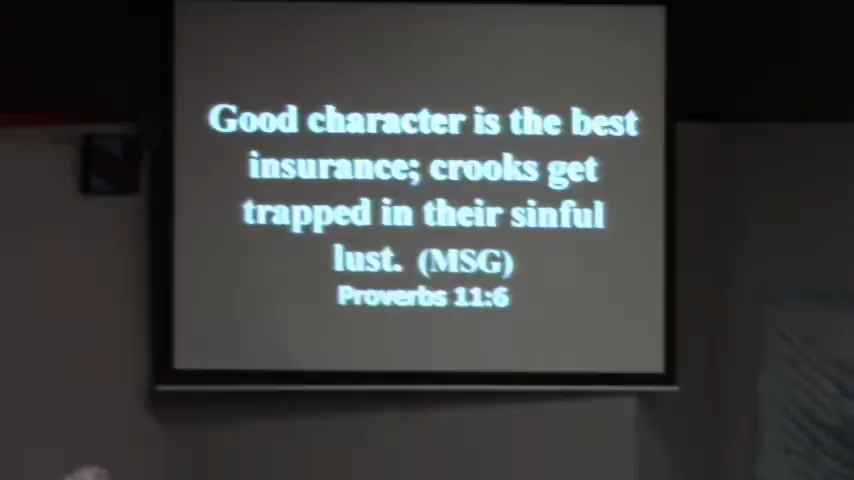 Good character is the best
insurance; crooks get
trapped in their sinful
lust. (MSG)
Proverbs 11:6